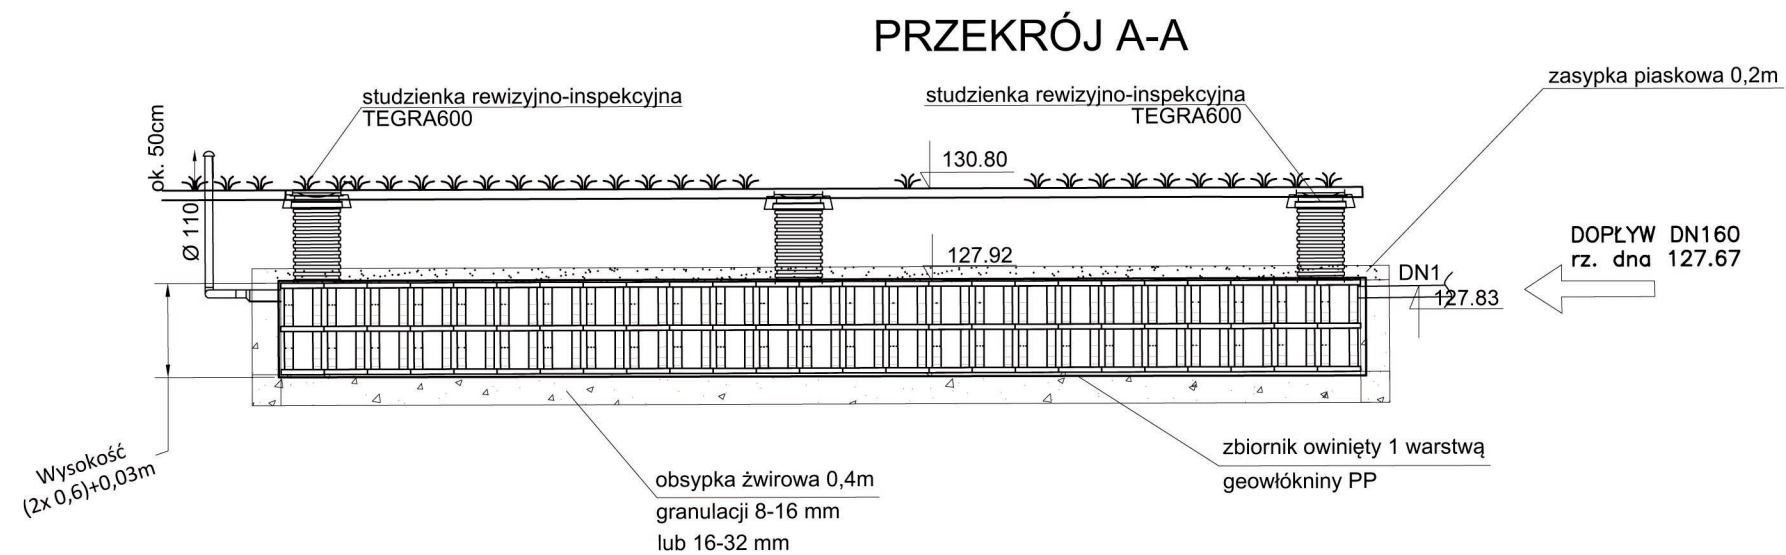 PRZEKRÓJ A-A
zasypka piaskowa 0,2m
studzienka rewizyjno-inspekcyjna
TEGRA600
studzienka rewizyjno-inspekcyjna
TEGRA600
ok. 50cm
Ø 110
130.80
127.92
DN1
127.83
DOPŁYW DN160
rz. dna 127.67
Wysokość
(2x 0,6)+0,03m
obsypka żwirowa 0,4m
granulacji 8-16 mm
lub 16-32 mm
zbiornik owinięty 1 warstwą
geowłókniny PP